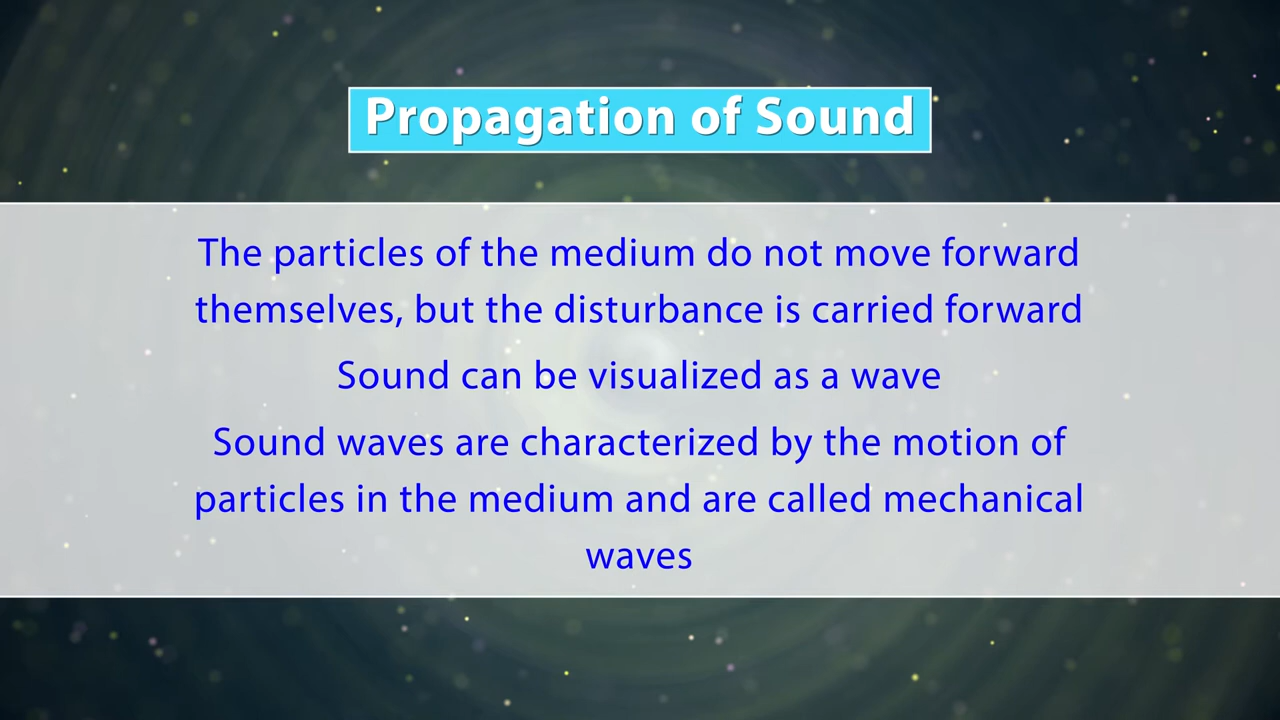 Propagation of Sound
The particles of the medium do not move forward
themselves, but the disturbance is carried forward
Sound can be visualized as a wave
Sound waves are characterized by the motion of
particles in the medium and are called mechanical
waves